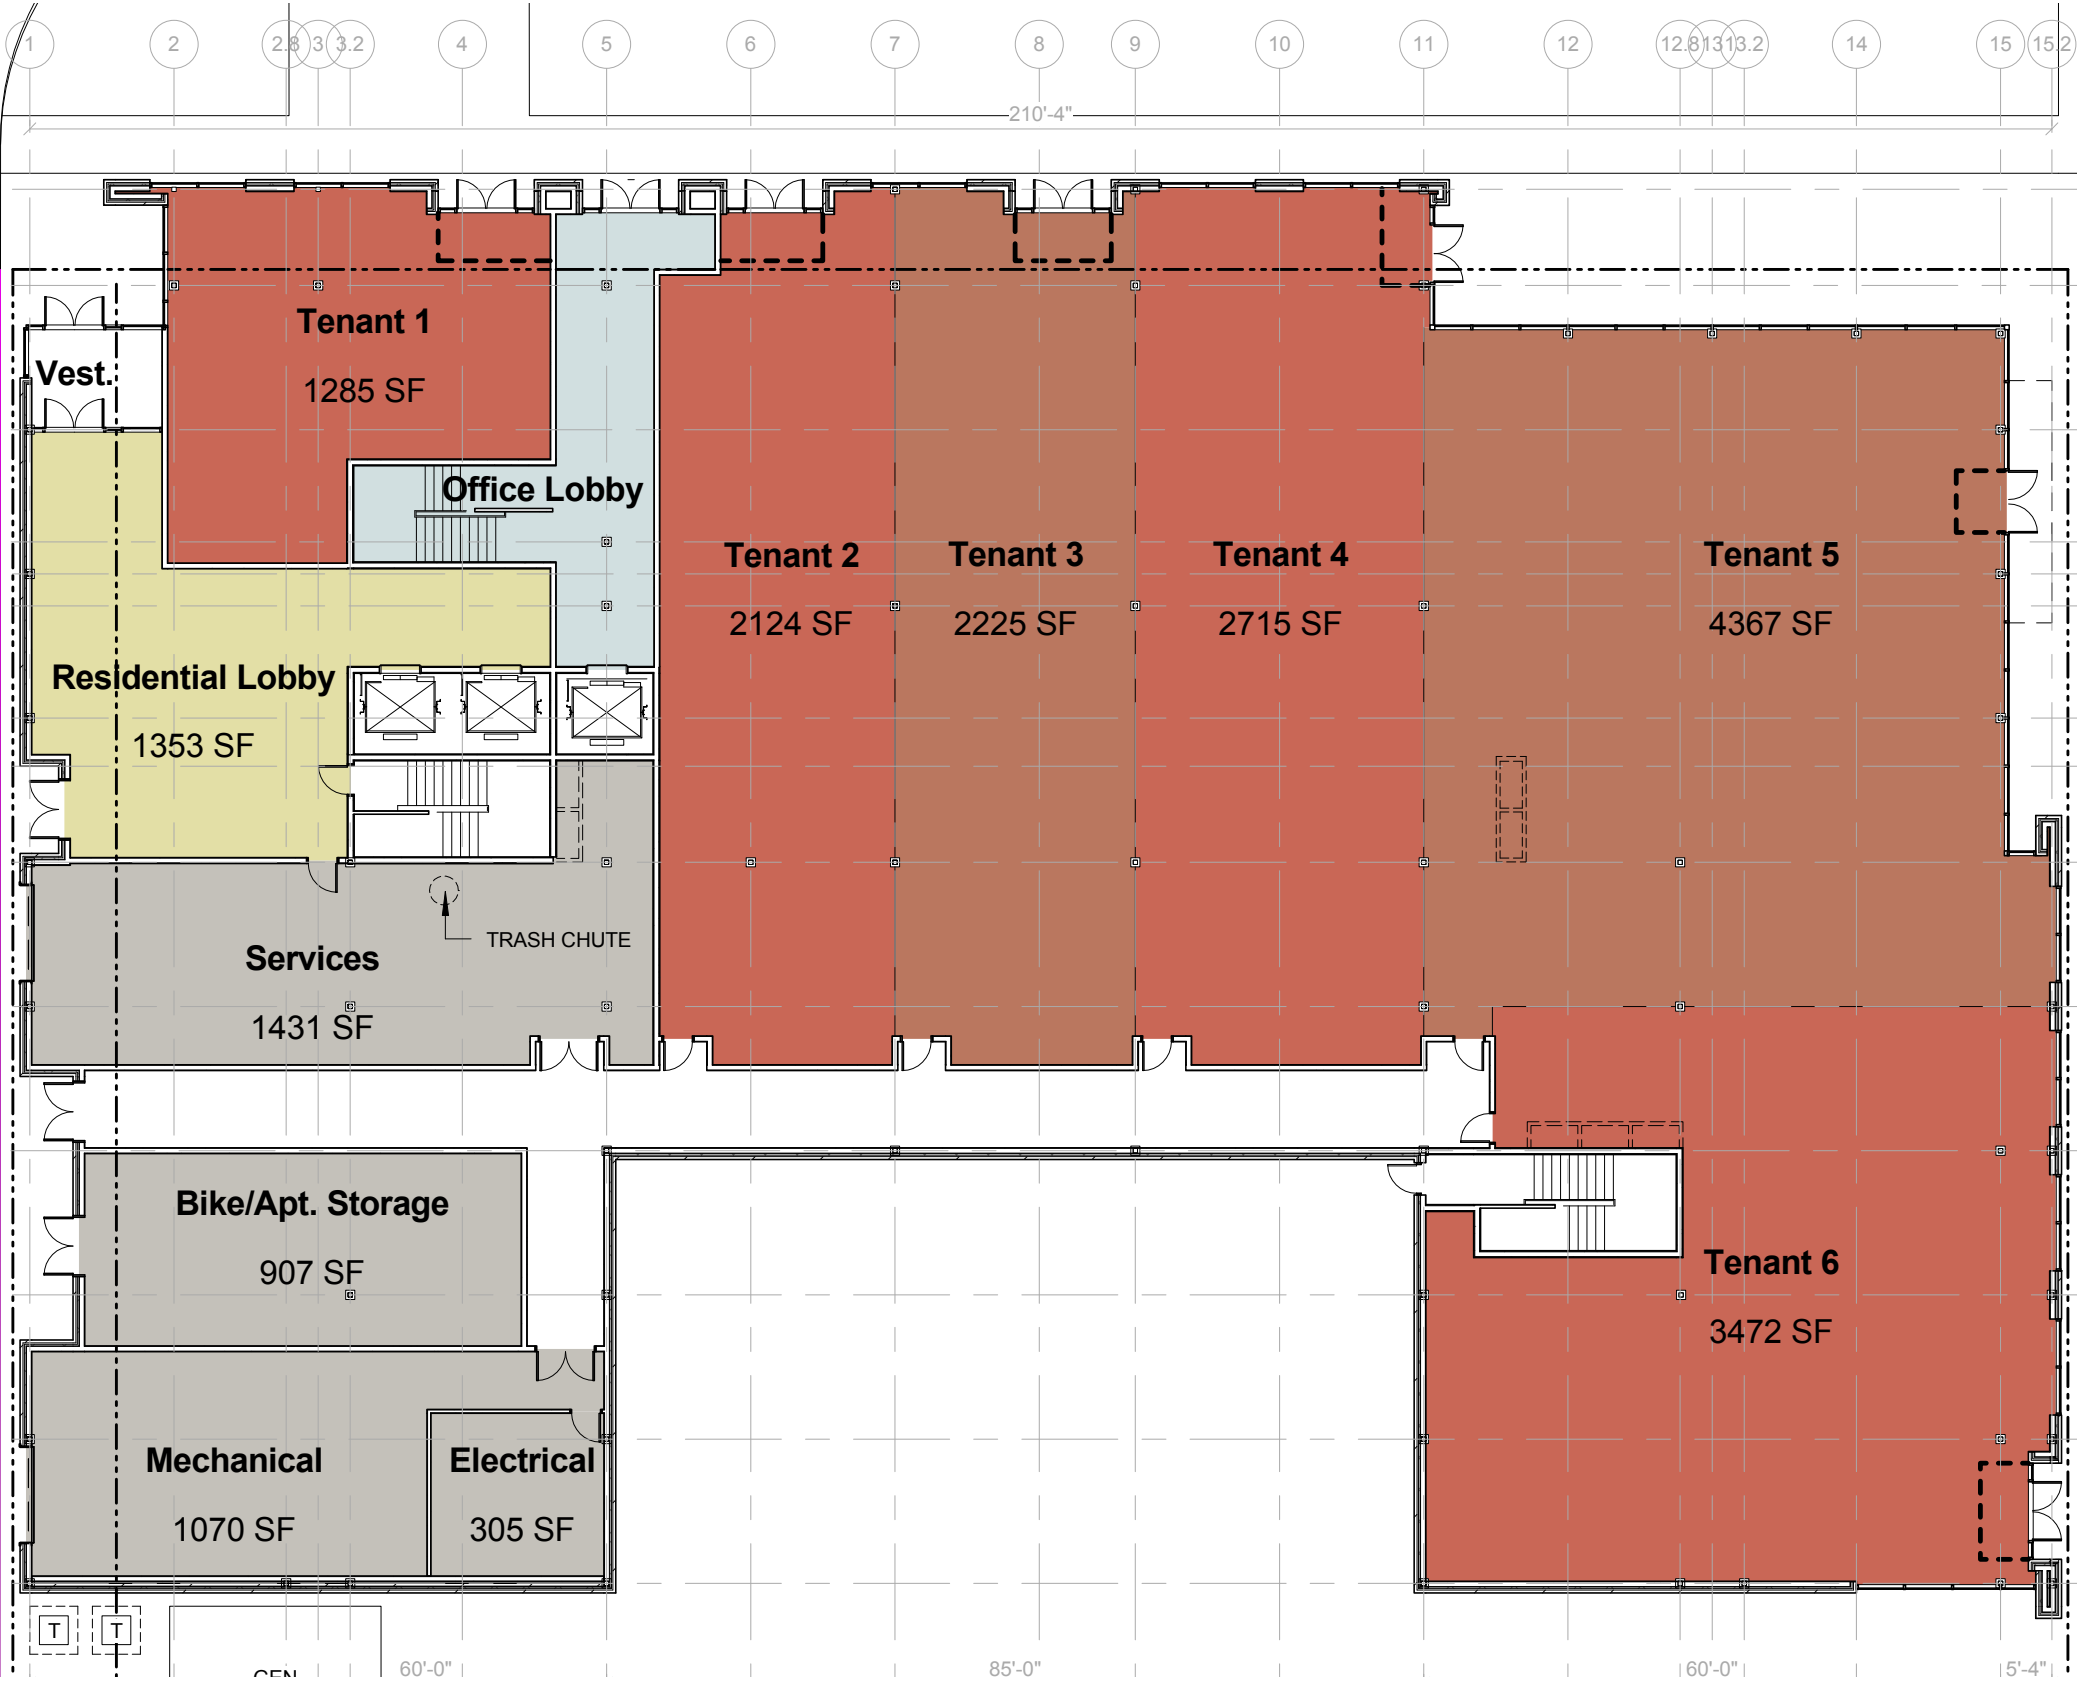 1 2 2.8 3 3.2 4 5 6 7 8 9 10 11 12 12.8 13 13.2 14 15 15.2
210'-4"
Tenant 1
1285 SF
Vest.
Office Lobby
Tenant 2
2124 SF
Tenant 3
2225 SF
Tenant 4
2715 SF
Tenant 5
4367 SF
Residential Lobby
1353 SF
TRASH CHUTE
Services
1431 SF
Bike/Apt. Storage
907 SF
Tenant 6
3472 SF
Mechanical
1070 SF
Electrical
305 SF
T T
GEN
60'-0" 85'-0" 60'-0" 5'-4"